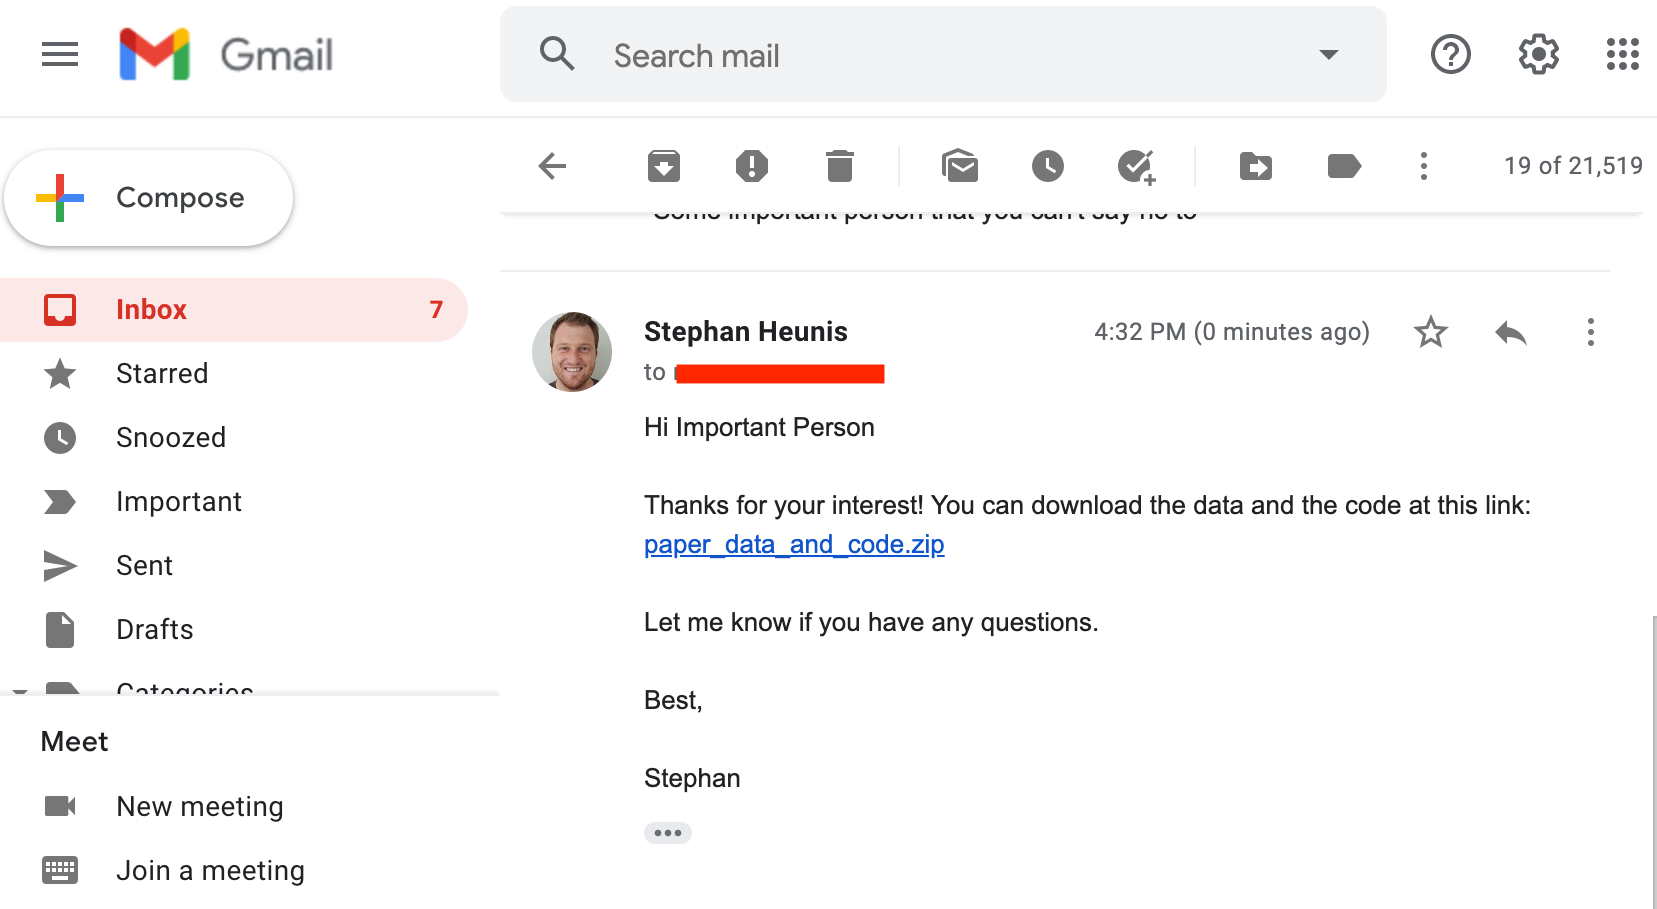 Gmail
Search mail
Compose
19 of 21,519
Some important person that you can't say no to
Inbox 7
Starred
Snoozed
Important
Sent
Drafts
Categories
Meet
New meeting
Join a meeting
Stephan Heunis
4:32 PM (0 minutes ago)
to
Hi Important Person
Thanks for your interest! You can download the data and the code at this link:
paper_data_and_code.zip
Let me know if you have any questions.
Best,
Stephan